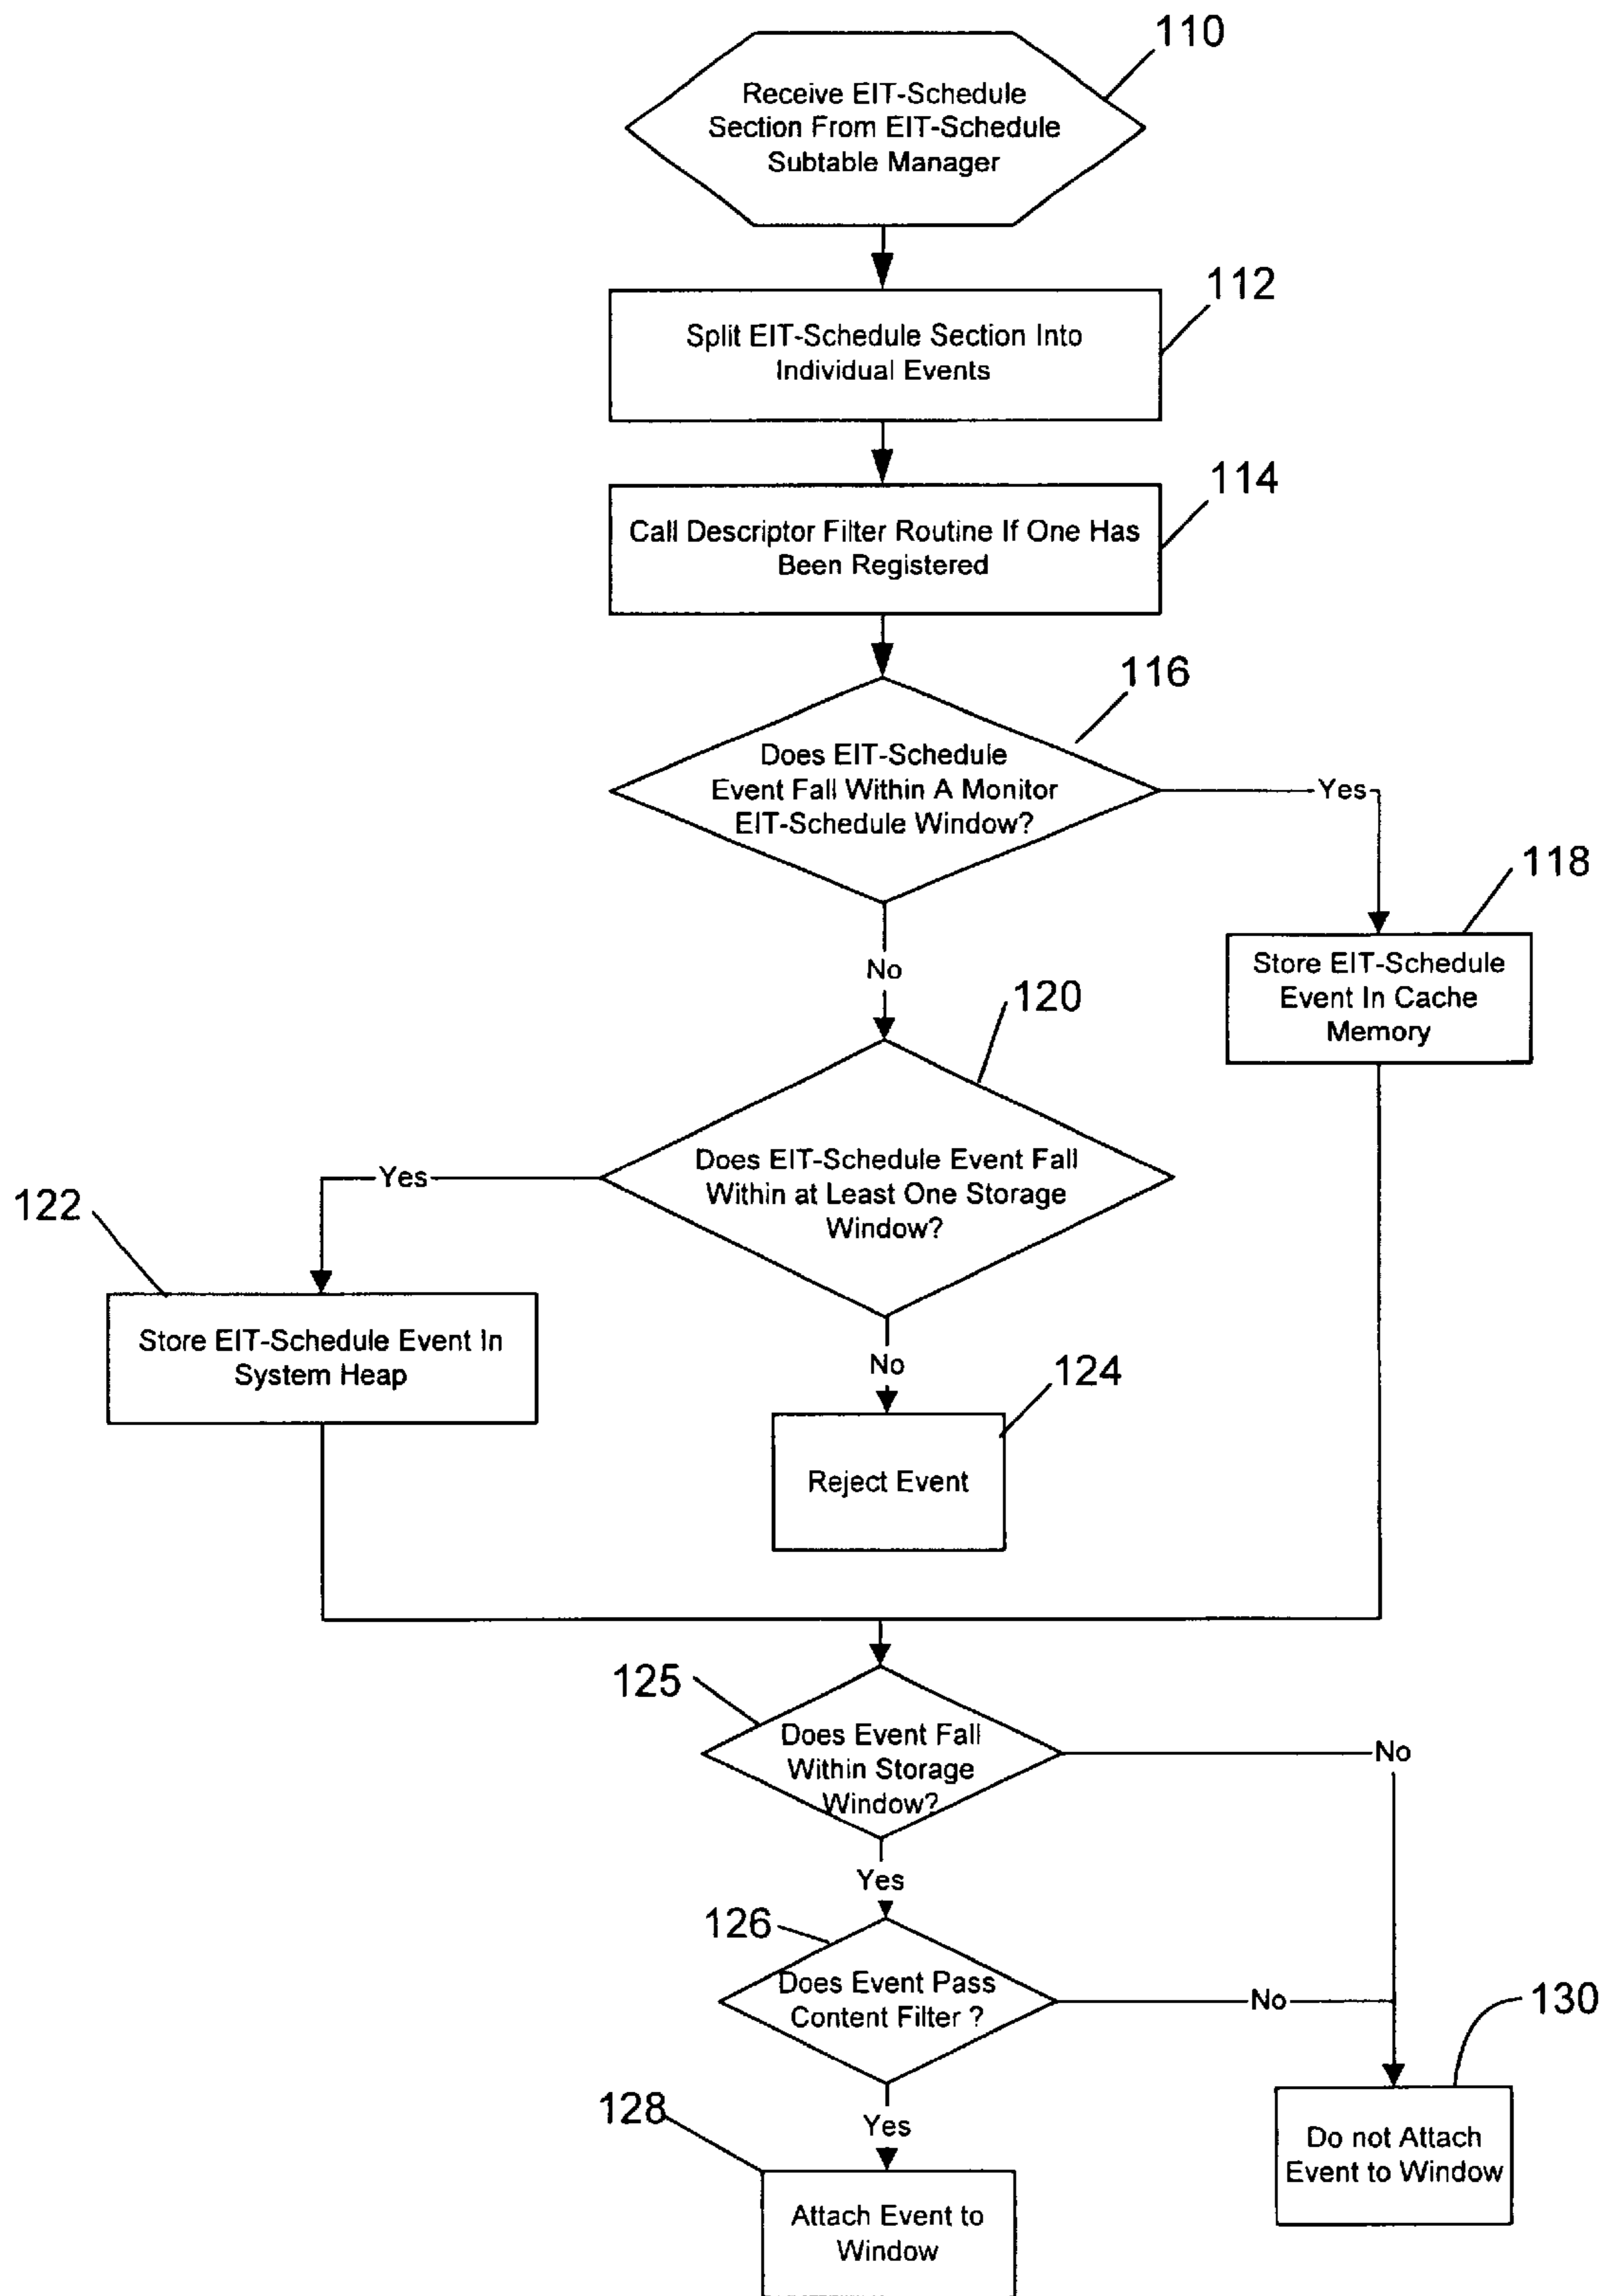 110
Receive EIT-Schedule
Section From EIT-Schedule
Subtable Manager
112
Split EIT-Schedule Section Into
Individual Events
114
Call Descriptor Filter Routine If One Has
Been Registered
116
Does EIT-Schedule
Event Fall Within A Monitor
EIT-Schedule Window?
Yes
118
Store EIT-Schedule
Event In Cache
Memory
No
120
Does EIT-Schedule Event Fall
Within at Least One Storage
Window?
Yes
122
Store EIT-Schedule Event In
System Heap
No
124
Reject Event
125
Does Event Fall
Within Storage
Window?
No
Yes
126
Does Event Pass
Content Filter ?
No
130
Do not Attach
Event to Window
Yes
128
Attach Event to
Window